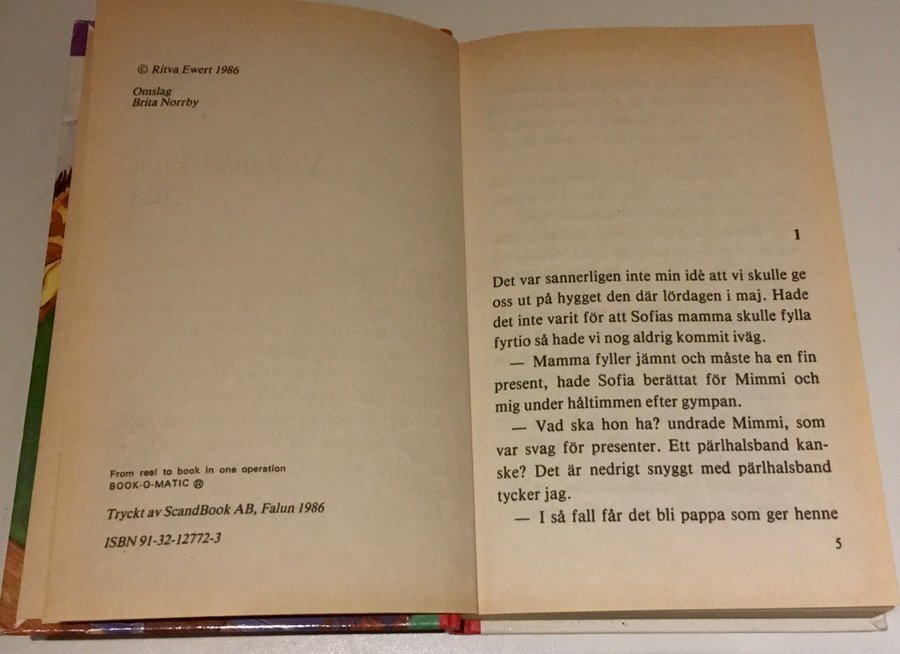 © Ritva Ewert 1986
Omslag
Brita Norrby
From reel to book in one operation
BOOK-O-MATIC ®
Tryckt av ScandBook AB, Falun 1986
ISBN 91-32-12772-3
1
Det var sannerligen inte min idé att vi skulle ge
oss ut på hygget den där lördagen i maj. Hade
det inte varit för att Sofias mamma skulle fylla
fyrtio så hade vi nog aldrig kommit iväg.
— Mamma fyller jämnt och måste ha en fin
present, hade Sofia berättat för Mimmi och
mig under håltimmen efter gympan.
— Vad ska hon ha? undrade Mimmi, som
var svag för presenter. Ett pärlhalsband kan-
ske? Det är nedrigt snyggt med pärlhalsband
tycker jag.
— I så fall får det bli pappa som ger henne
5